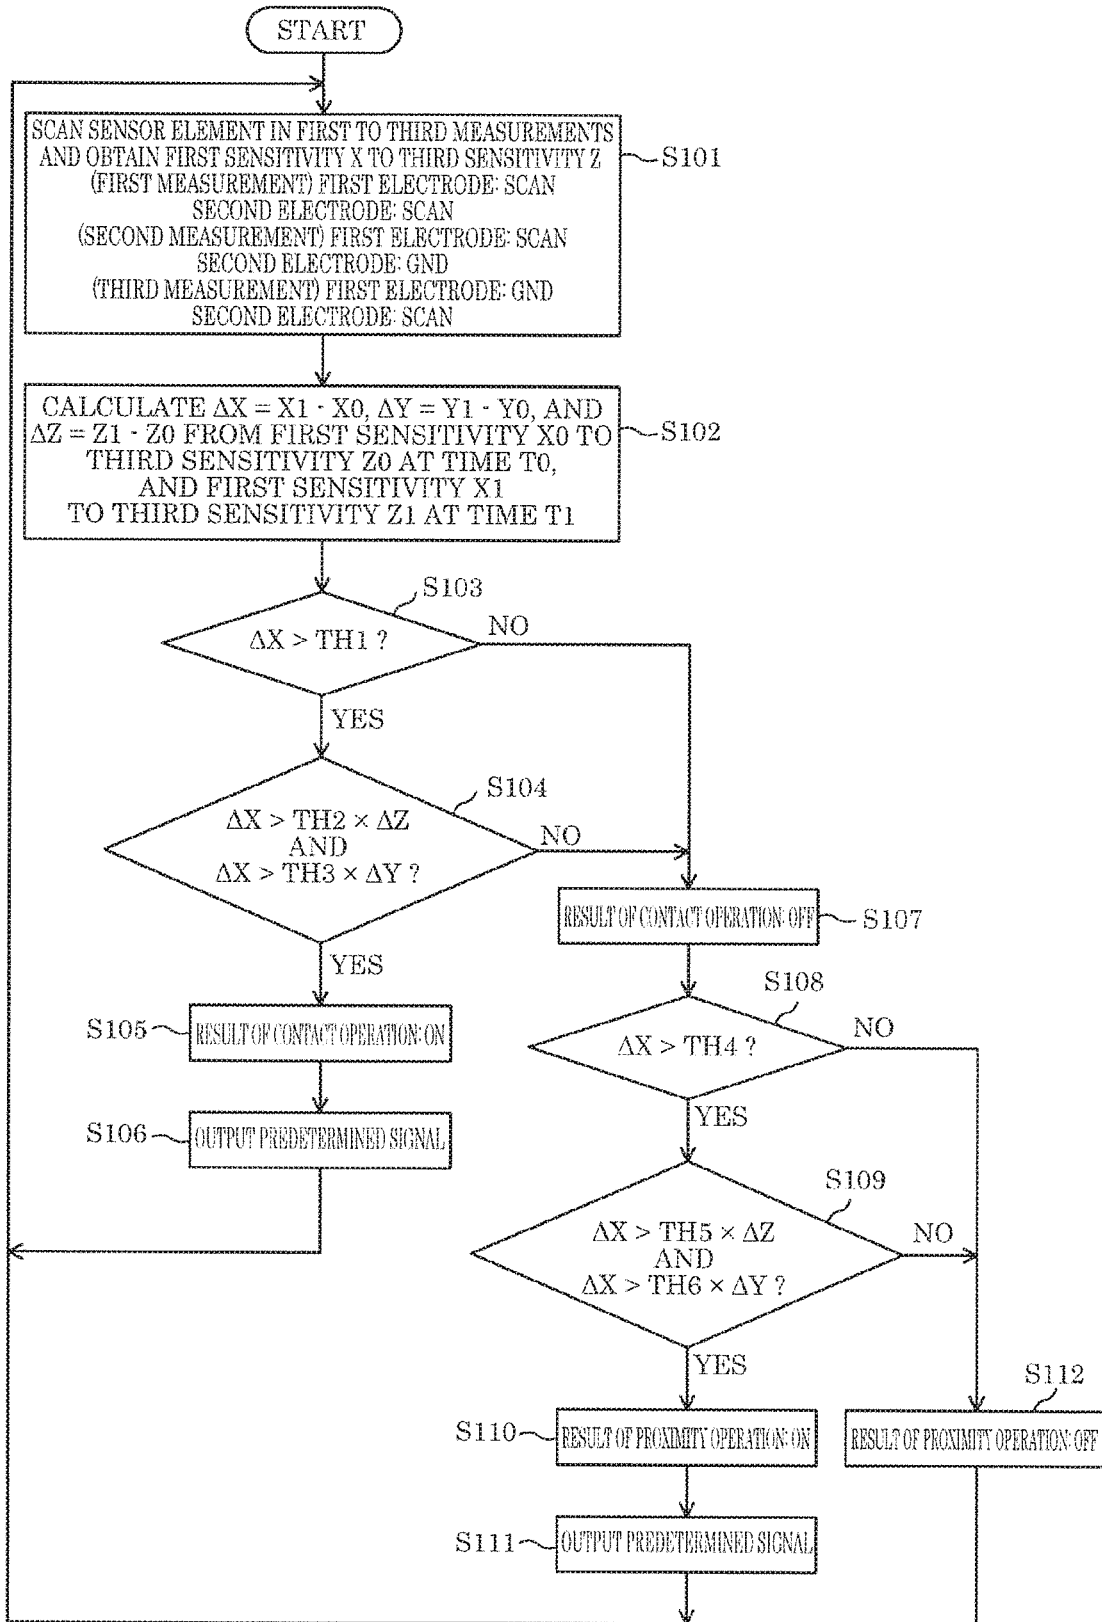 START
SCAN SENSOR ELEMENT IN FIRST TO THIRD MEASUREMENTS
AND OBTAIN FIRST SENSITIVITY X TO THIRD SENSITIVITY Z
(FIRST MEASUREMENT) FIRST ELECTRODE: SCAN
SECOND ELECTRODE: SCAN
(SECOND MEASUREMENT) FIRST ELECTRODE: SCAN
SECOND ELECTRODE: GND
(THIRD MEASUREMENT) FIRST ELECTRODE: GND
SECOND ELECTRODE: SCAN
S101
CALCULATE ΔX = X1 - X0, ΔY = Y1 - Y0, AND
ΔZ = Z1 - Z0 FROM FIRST SENSITIVITY X0 TO
THIRD SENSITIVITY Z0 AT TIME T0,
AND FIRST SENSITIVITY X1
TO THIRD SENSITIVITY Z1 AT TIME T1
S102
S103
ΔX > TH1 ?
NO
YES
S104
ΔX > TH2 × ΔZ
AND
ΔX > TH3 × ΔY ?
NO
YES
S105
RESULT OF CONTACT OPERATION: ON
S106
OUTPUT PREDETERMINED SIGNAL
RESULT OF CONTACT OPERATION: OFF
S107
S108
ΔX > TH4 ?
NO
YES
S109
ΔX > TH5 × ΔZ
AND
ΔX > TH6 × ΔY ?
NO
YES
S110
RESULT OF PROXIMITY OPERATION: ON
S111
OUTPUT PREDETERMINED SIGNAL
S112
RESULT OF PROXIMITY OPERATION: OFF